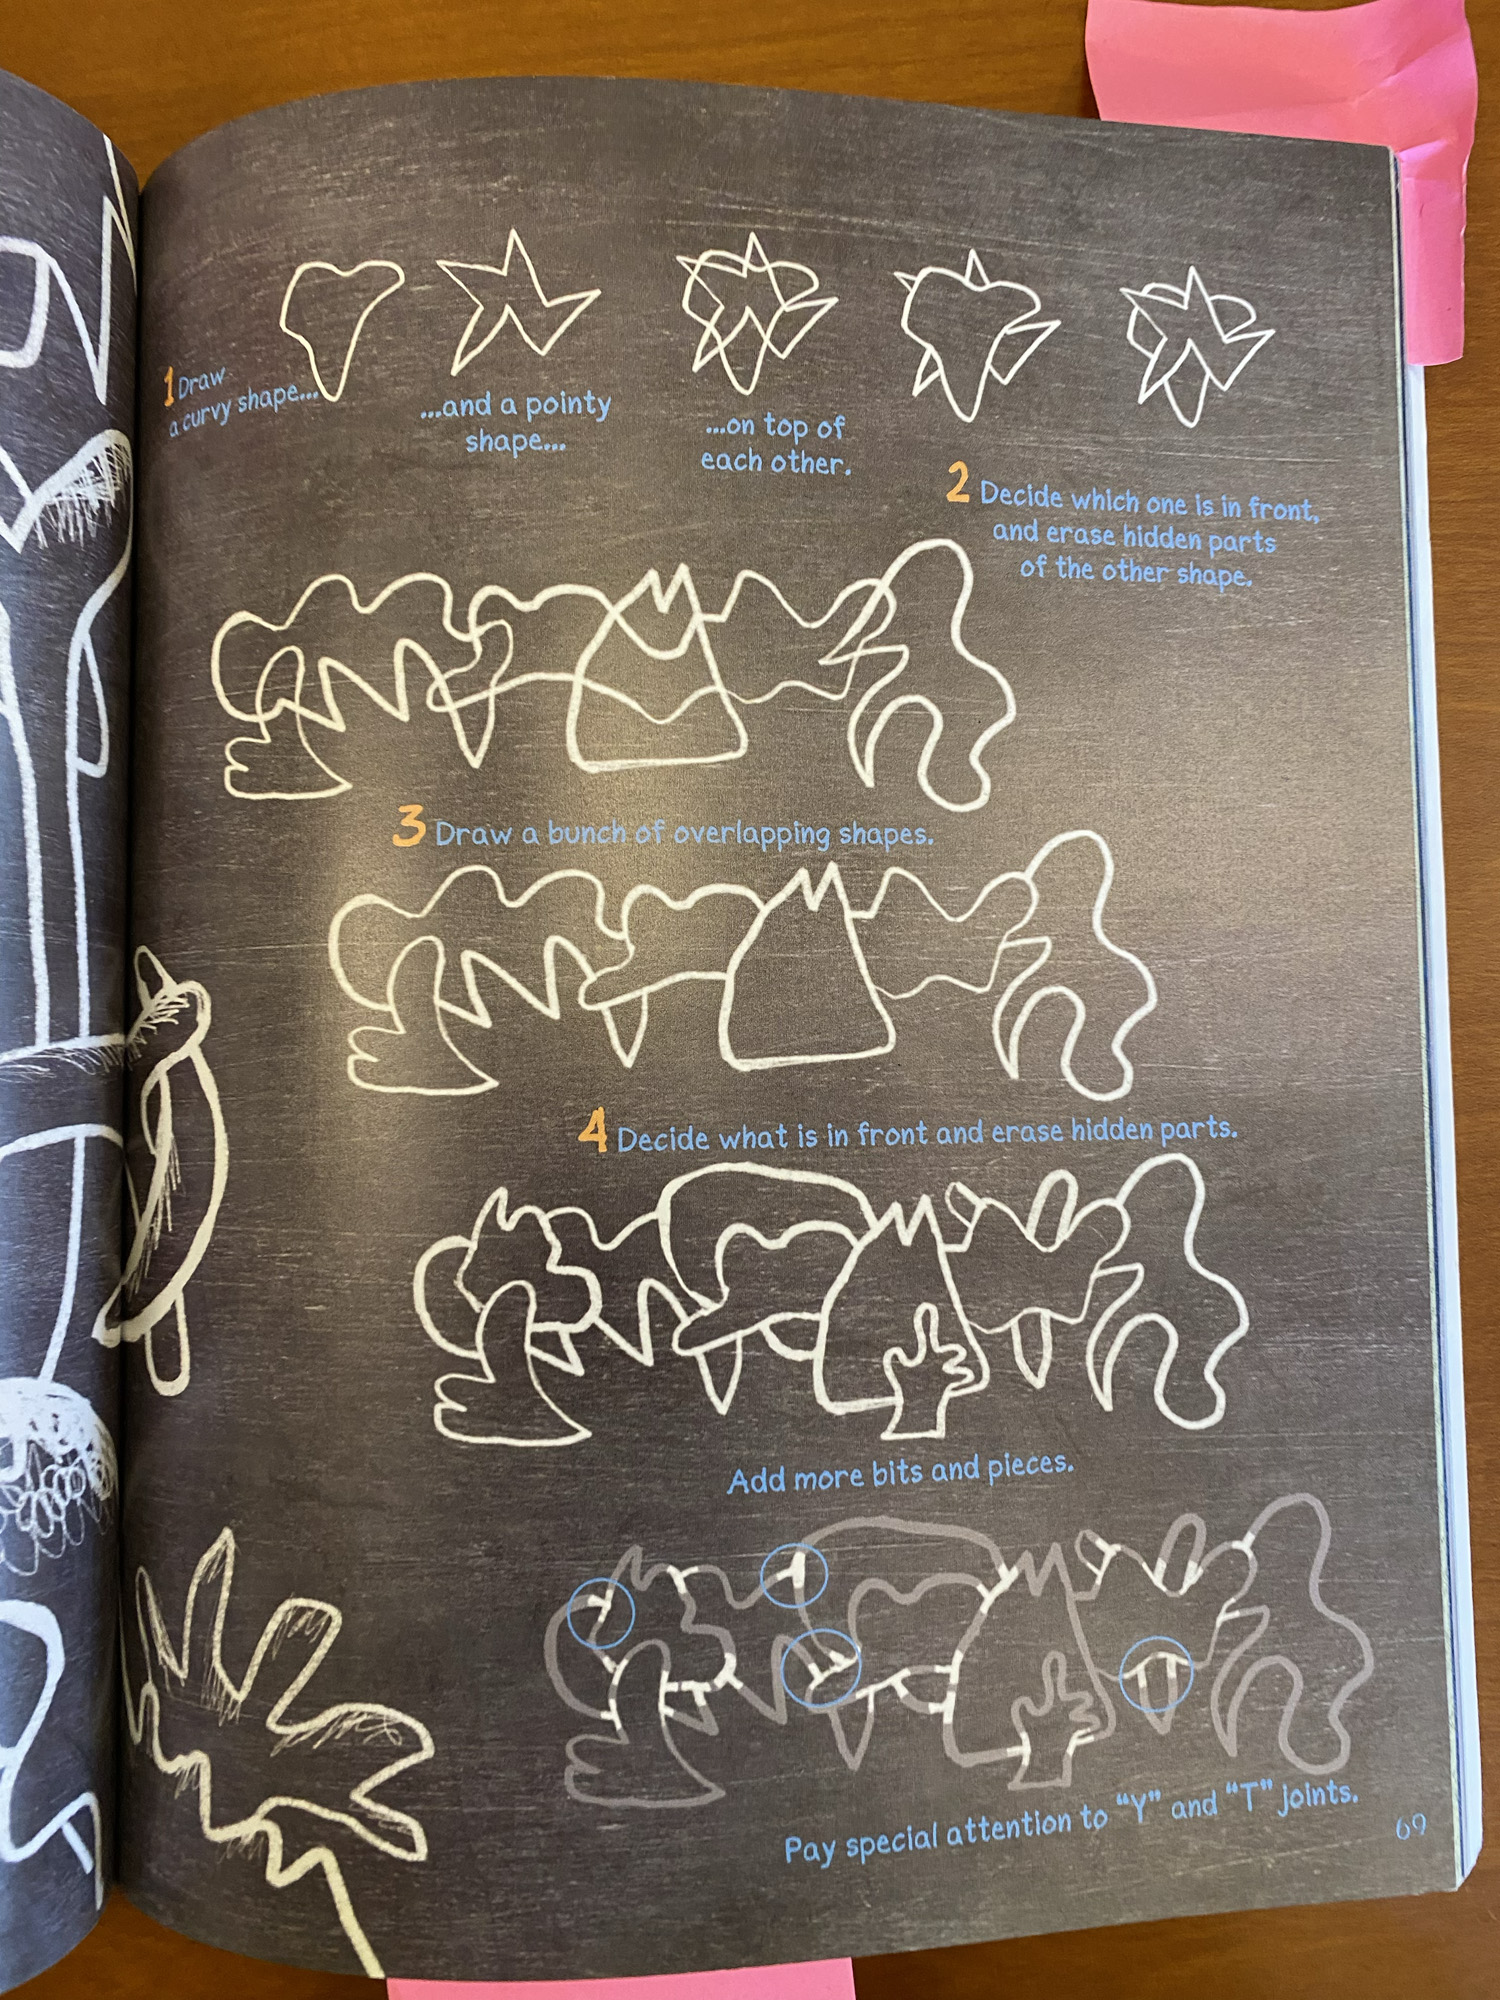 1 Draw
a curvy shape...
...and a pointy
shape...
...on top of
each other.
2 Decide which one is in front,
and erase hidden parts
of the other shape.
3 Draw a bunch of overlapping shapes.
4 Decide what is in front and erase hidden parts.
Add more bits and pieces.
Pay special attention to “Y” and “T” joints.
69